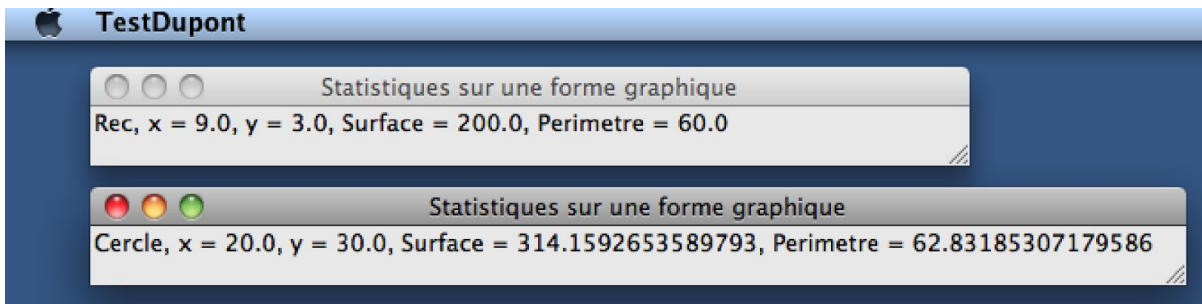 TestDupont
Statistiques sur une forme graphique
Rec, x = 9.0, y = 3.0, Surface = 200.0, Perimetre = 60.0
Statistiques sur une forme graphique
Cercle, x = 20.0, y = 30.0, Surface = 314.1592653589793, Perimetre = 62.83185307179586